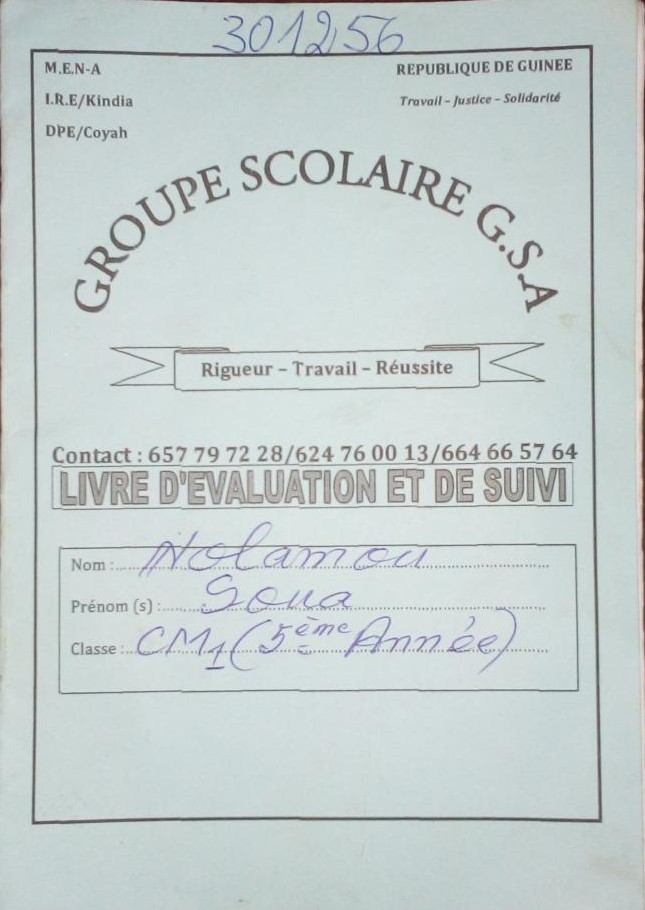 301256
M.E.N-A
REPUBLIQUE DE GUINEE
I.R.E/Kindia
Travail – Justice – Solidarité
DPE/Coyah
GROUPE SCOLAIRE G.S.A
Rigueur – Travail – Réussite
Contact : 657 79 72 28/624 76 00 13/664 66 57 64
LIVRE D'EVALUATION ET DE SUIVI
Nom : Holamou
Prénom (s) : Soua
Classe : CM1 (5ème Année)